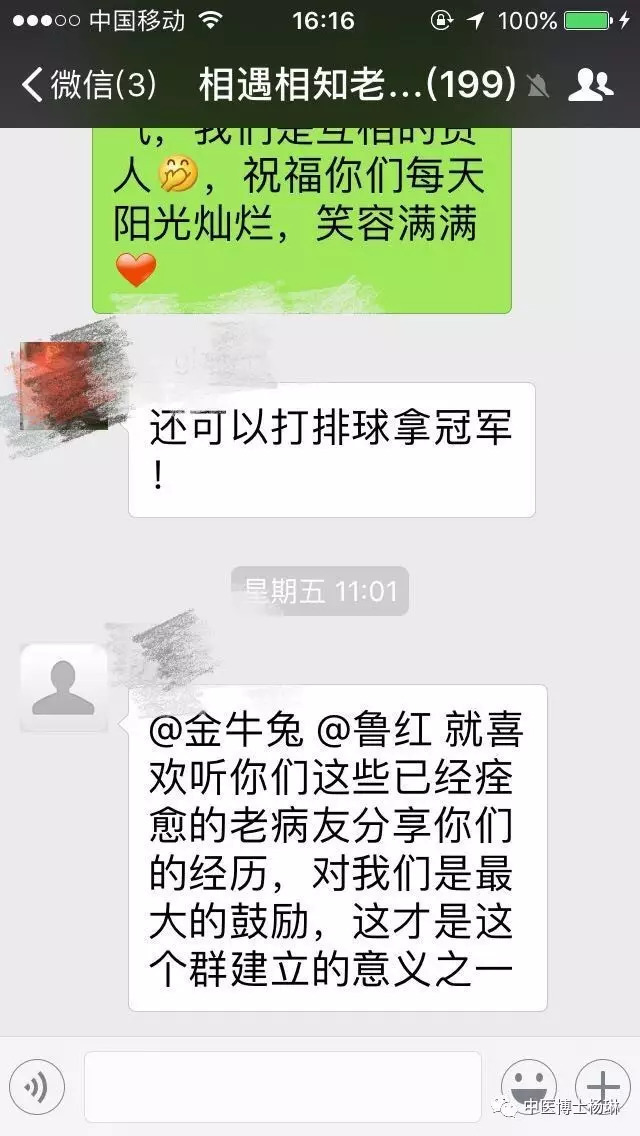 中国移动 16:16 100%
微信(3) 相遇相知老...(199)
气，我们是互相的贵
人🤭，祝福你们每天
阳光灿烂，笑容满满
❤️
还可以打排球拿冠军
！
星期五 11:01
@金牛兔 @鲁红 就喜
欢听你们这些已经痊
愈的老病友分享你们
的经历，对我们是最
大的鼓励，这才是这
个群建立的意义之一
中医博士杨琳